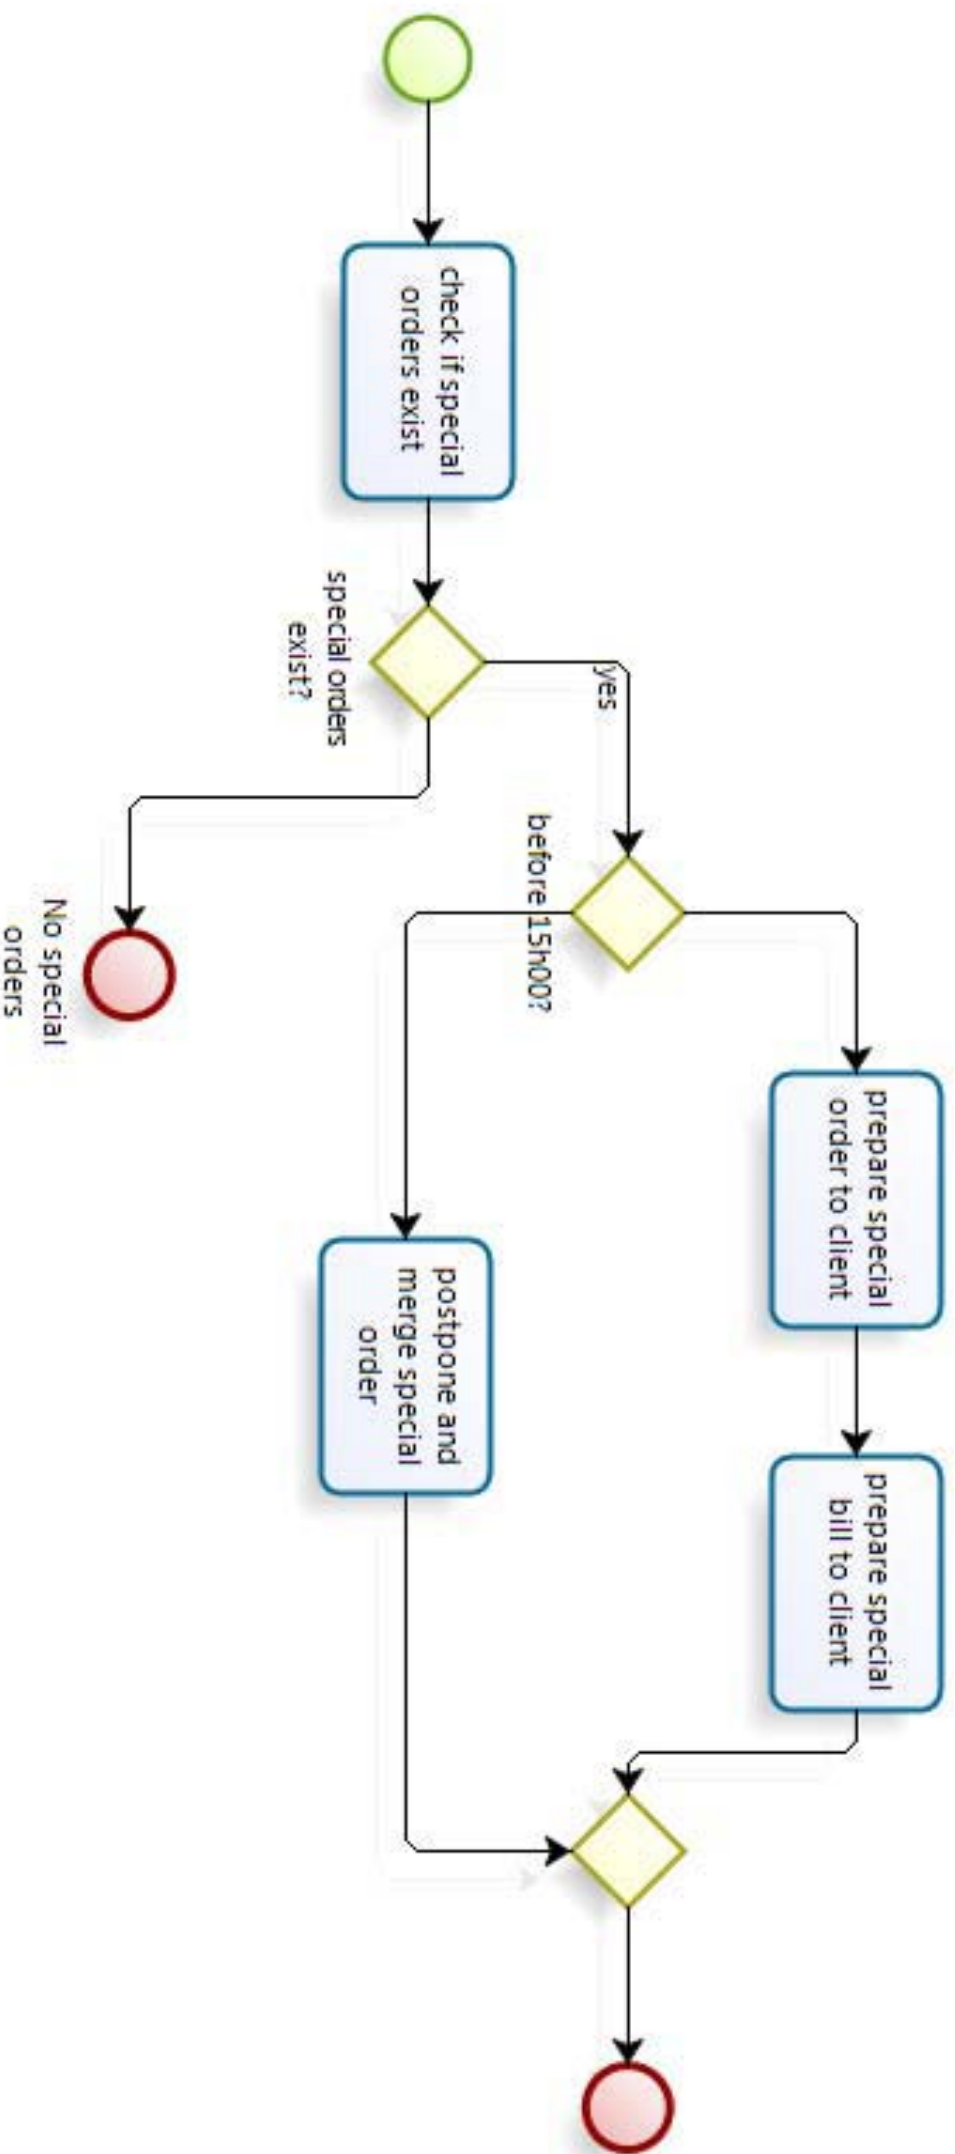 check if special
orders exist
special orders
exist?
yes
No special
orders
before 15h00?
prepare special
order to client
postpone and
merge special
order
prepare special
bill to client